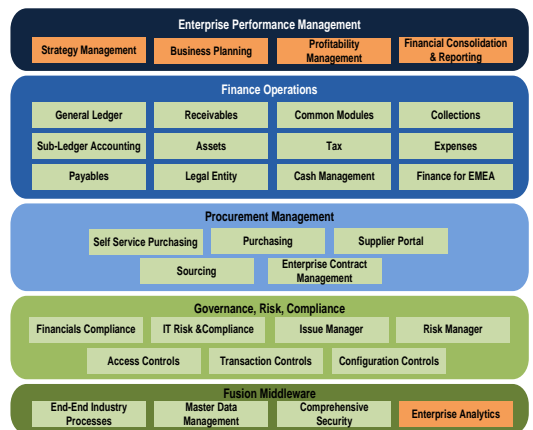 Enterprise Performance Management
Strategy Management
Business Planning
Profitability
Management
Financial Consolidation
& Reporting
Finance Operations
General Ledger
Receivables
Common Modules
Collections
Sub-Ledger Accounting
Assets
Tax
Expenses
Payables
Legal Entity
Cash Management
Finance for EMEA
Procurement Management
Self Service Purchasing
Purchasing
Supplier Portal
Sourcing
Enterprise Contract
Management
Governance, Risk, Compliance
Financials Compliance
IT Risk &Compliance
Issue Manager
Risk Manager
Access Controls
Transaction Controls
Configuration Controls
Fusion Middleware
End-End Industry
Processes
Master Data
Management
Comprehensive
Security
Enterprise Analytics